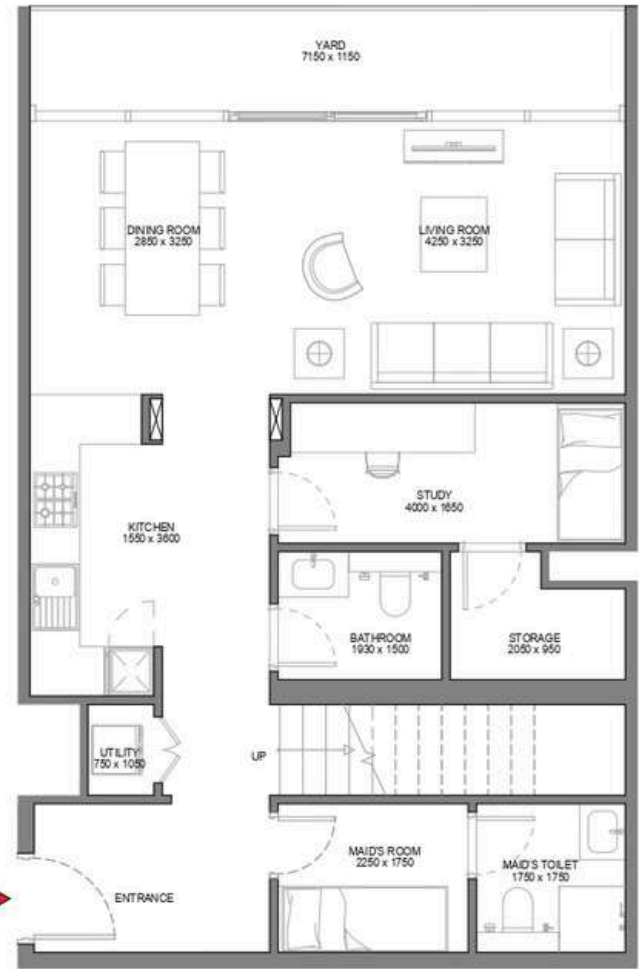 YARD
7150 x 1150
DINING ROOM
2850 x 3250
LIVING ROOM
4250 x 3250
STUDY
4000 x 1650
KITCHEN
1550 x 3600
BATHROOM
1930 x 1500
STORAGE
2050 x 950
UTILITY
750 x 1050
UP
MAID'S ROOM
2250 x 1750
MAID'S TOILET
1750 x 1750
ENTRANCE